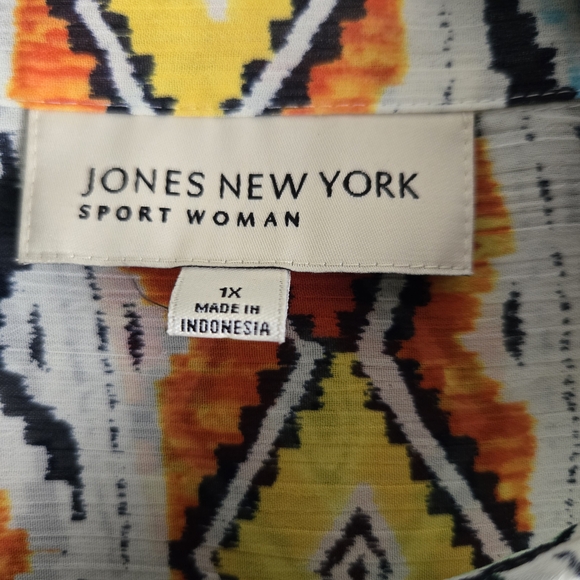 JONES NEW YORK
SPORT WOMAN
1X
MADE IN
INDONESIA